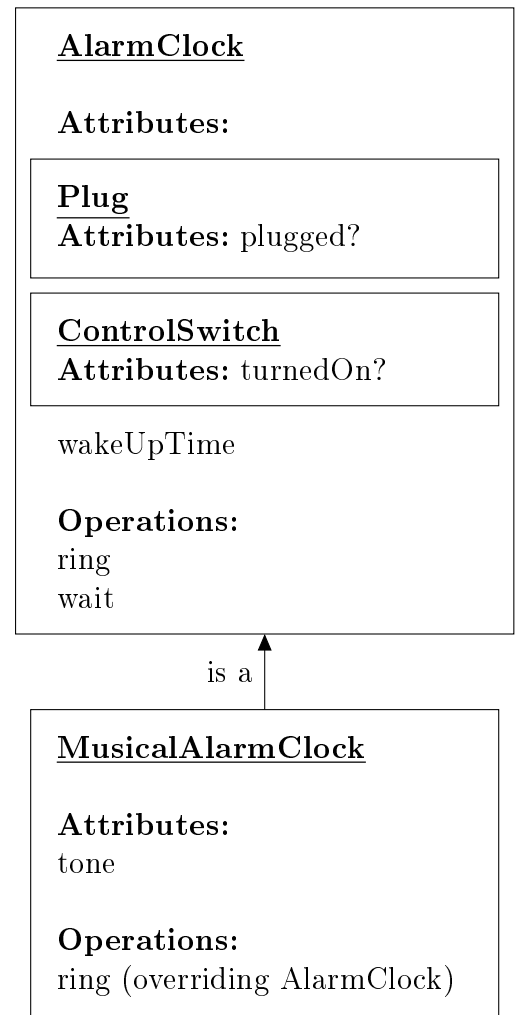 AlarmClock
Attributes:
Plug
Attributes: plugged?
ControlSwitch
Attributes: turnedOn?
wakeUpTime
Operations:
ring
wait
is a
MusicalAlarmClock
Attributes:
tone
Operations:
ring (overriding AlarmClock)